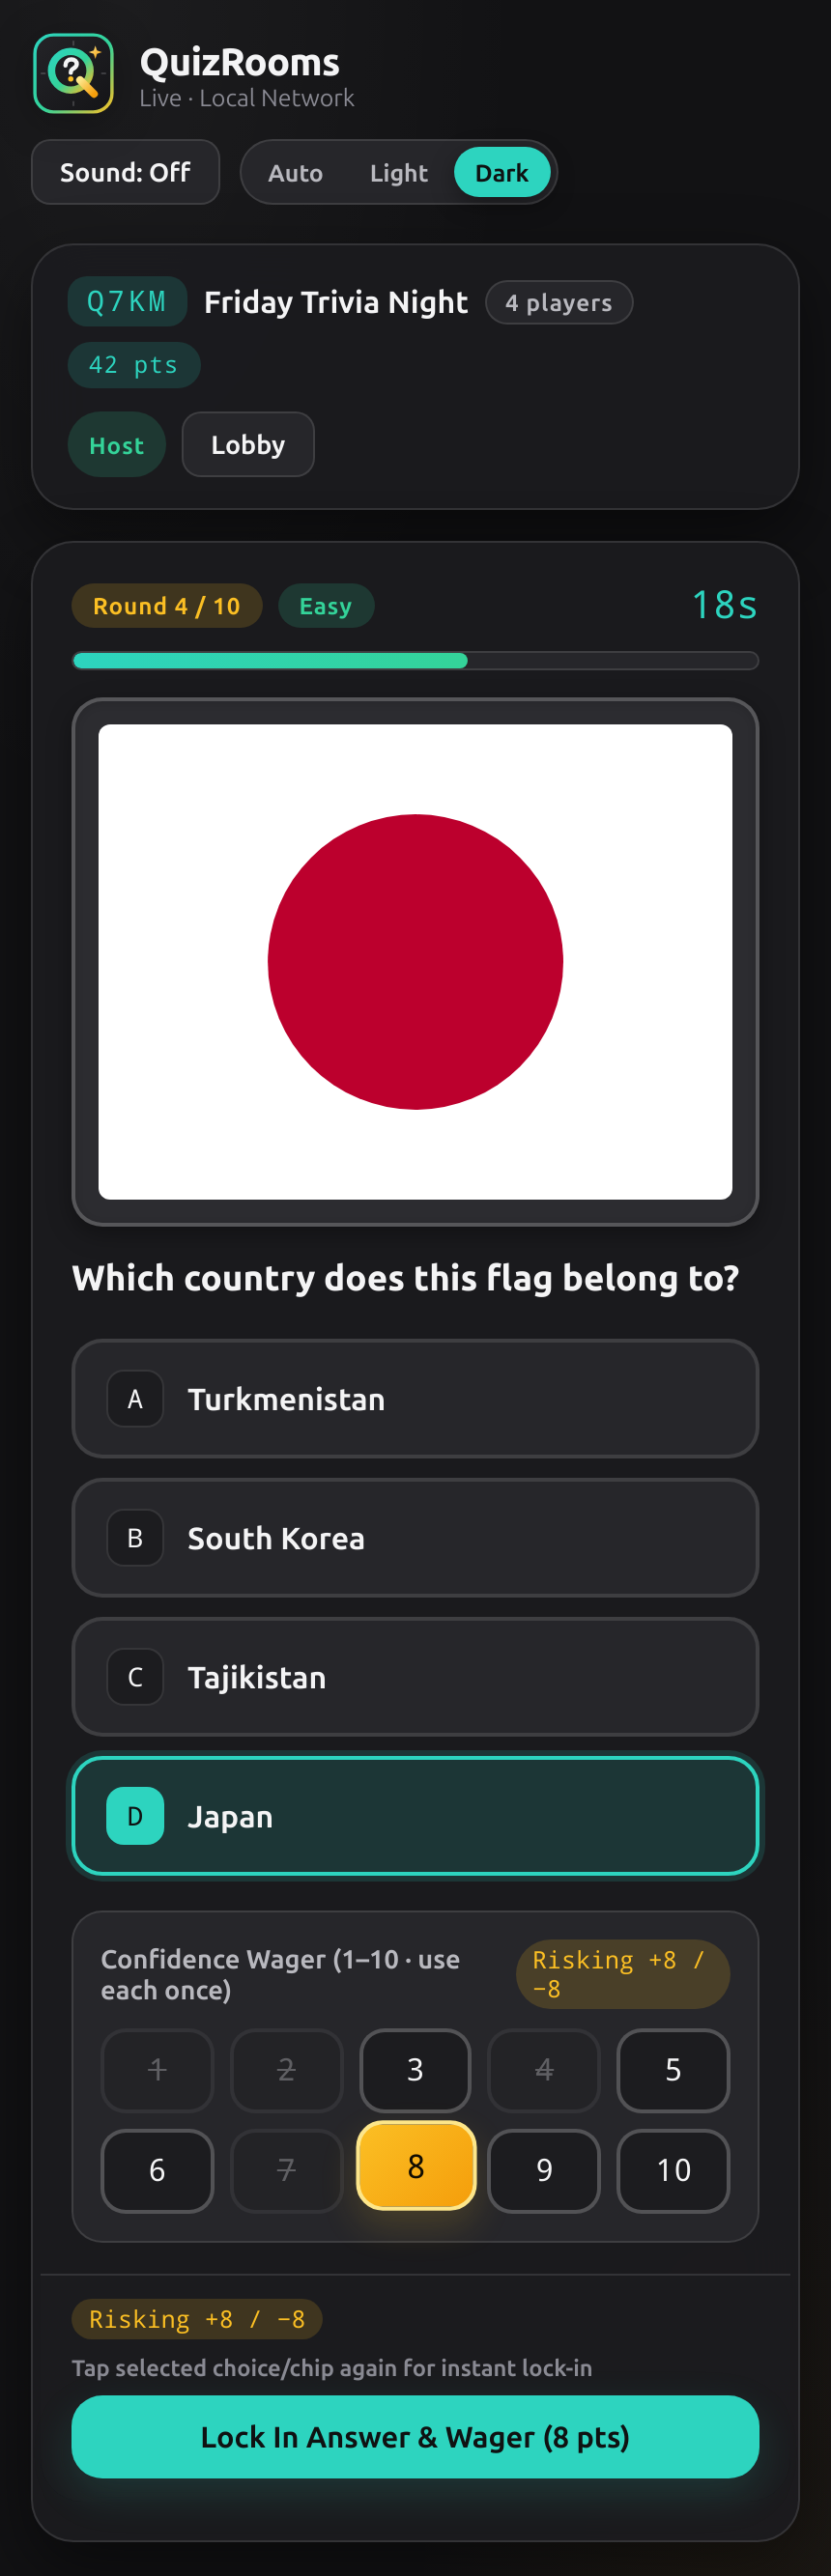 ?
QuizRooms
Live · Local Network
Sound: Off
Auto Light Dark
Q7KM Friday Trivia Night 4 players
42 pts
Host Lobby
Round 4 / 10 Easy 18s
Which country does this flag belong to?
A Turkmenistan
B South Korea
C Tajikistan
D Japan
Confidence Wager (1–10 · use
each once)
Risking +8 /
−8
1 2 3 4 5
6 7 8 9 10
Risking +8 / −8
Tap selected choice/chip again for instant lock-in
Lock In Answer & Wager (8 pts)